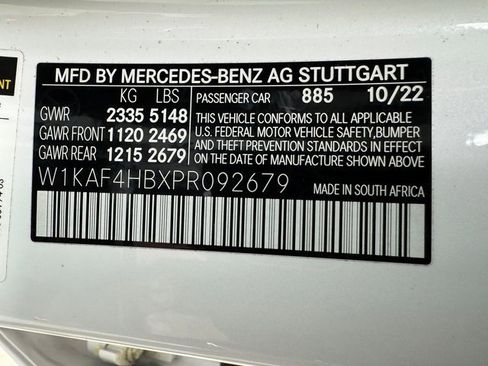 MFD BY MERCEDES-BENZ AG STUTTGART
KG LBS
GVWR 2335 5148
GAWR FRONT 1120 2469
GAWR REAR 1215 2679
PASSENGER CAR 885 10/22
THIS VEHICLE CONFORMS TO ALL APPLICABLE
U.S. FEDERAL MOTOR VEHICLE SAFETY,BUMPER
AND THEFT PREVENTION STANDARDS IN EFFECT
ON THE DATE OF MANUFACTURE SHOWN ABOVE.
W1KAF4HBXPR092679 MADE IN SOUTH AFRICA